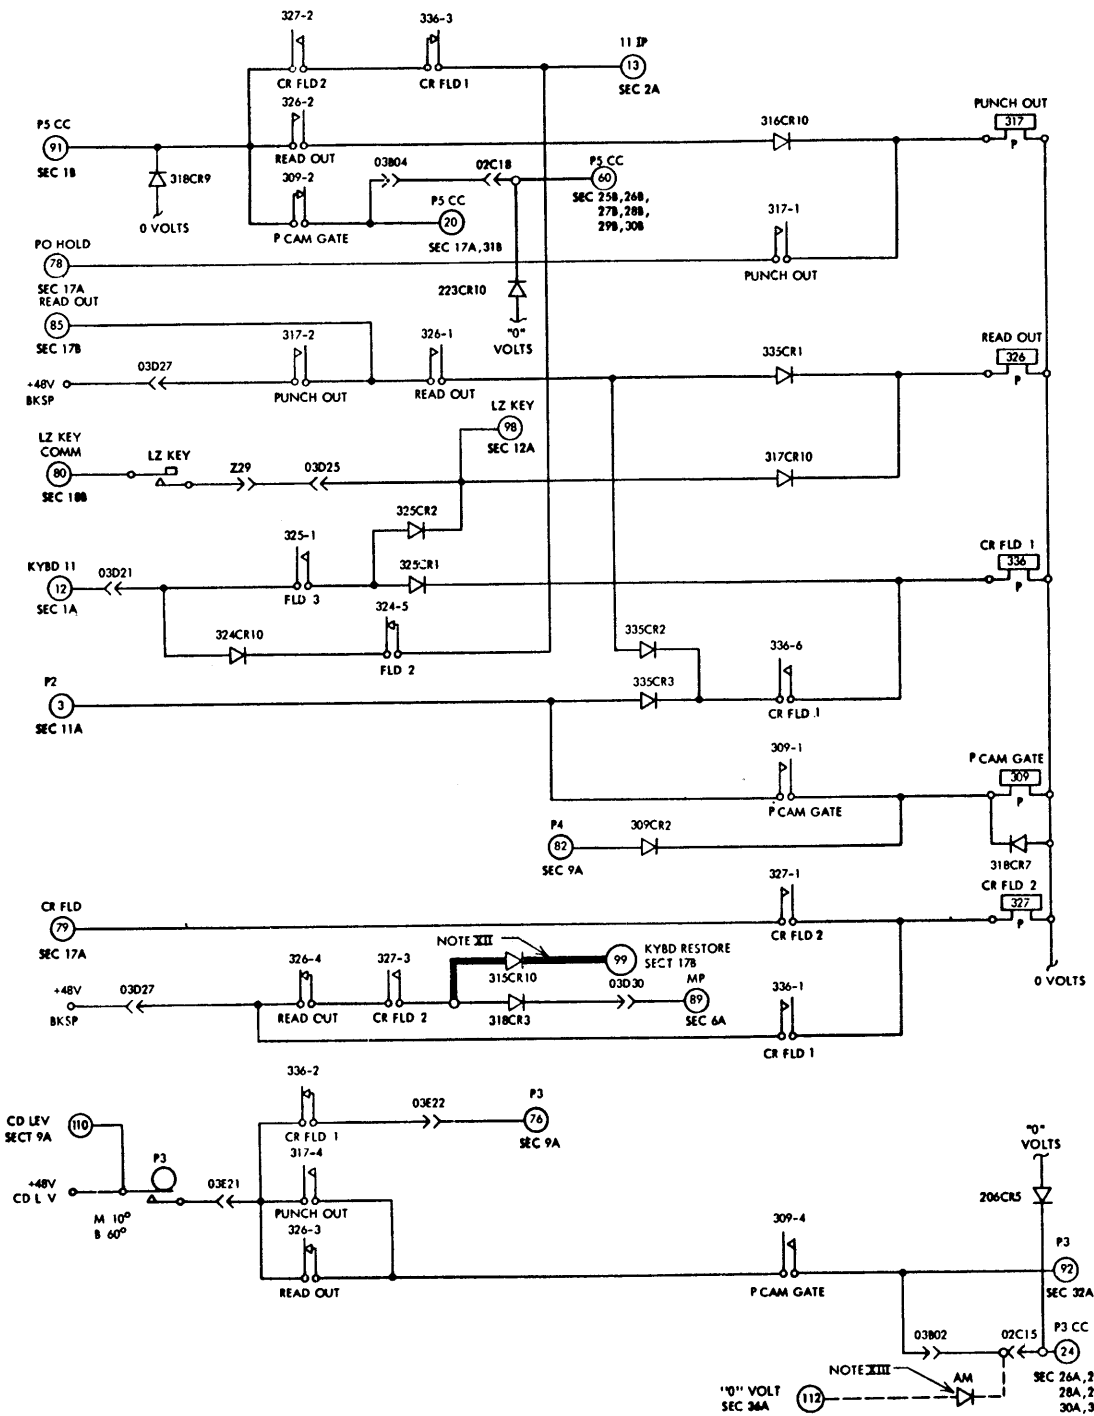 327-2
336-3
11 IP
13
SEC 2A
CR FLD2
CR FLD1
326-2
PUNCH OUT
317
P
316CR10
P5 CC
91
SEC 1B
READ OUT
318CR9
0 VOLTS
309-2
03B04
02C18
P5 CC
60
SEC 25B,26B,
27B,28B,
29B,30B
P5 CC
20
SEC 17A,31B
P CAM GATE
317-1
PUNCH OUT
PO HOLD
78
SEC 17A
223CR10
"0"
VOLTS
READ OUT
85
SEC 17B
317-2
326-1
335CR1
READ OUT
326
P
03D27
+48V
BKSP
PUNCH OUT
READ OUT
LZ KEY
98
SEC 12A
LZ KEY
COMM
80
SEC 18B
LZ KEY
Z29
03D25
317CR10
325CR2
325-1
325CR1
CR FLD 1
336
P
KYBD 11
12
SEC 1A
03D21
FLD 3
324-5
324CR10
FLD 2
335CR2
336-6
P2
3
SEC 11A
335CR3
CR FLD 1
309-1
P CAM GATE
309
P
P CAM GATE
P4
82
SEC 9A
309CR2
318CR7
327-1
CR FLD 2
327
P
CR FLD
79
SEC 17A
CR FLD 2
NOTE XII
315CR10
99
KYBD RESTORE
SECT 17B
326-4
327-3
0 VOLTS
+48V
BKSP
03D27
READ OUT
CR FLD 2
318CR3
03D30
MP
89
SEC 6A
336-1
CR FLD 1
336-2
03E22
P3
76
SEC 9A
CR FLD 1
CD LEV
SECT 9A
110
"0"
VOLTS
317-4
P3
+48V
CD L V
03E21
206CR5
M 10°
B 60°
PUNCH OUT
326-3
309-4
P3
92
SEC 32A
READ OUT
P CAM GATE
03B02
02C15
P3 CC
24
SEC 26A,2
28A,2
30A,3
NOTE XIII
AM
"0" VOLT
SEC 36A
112